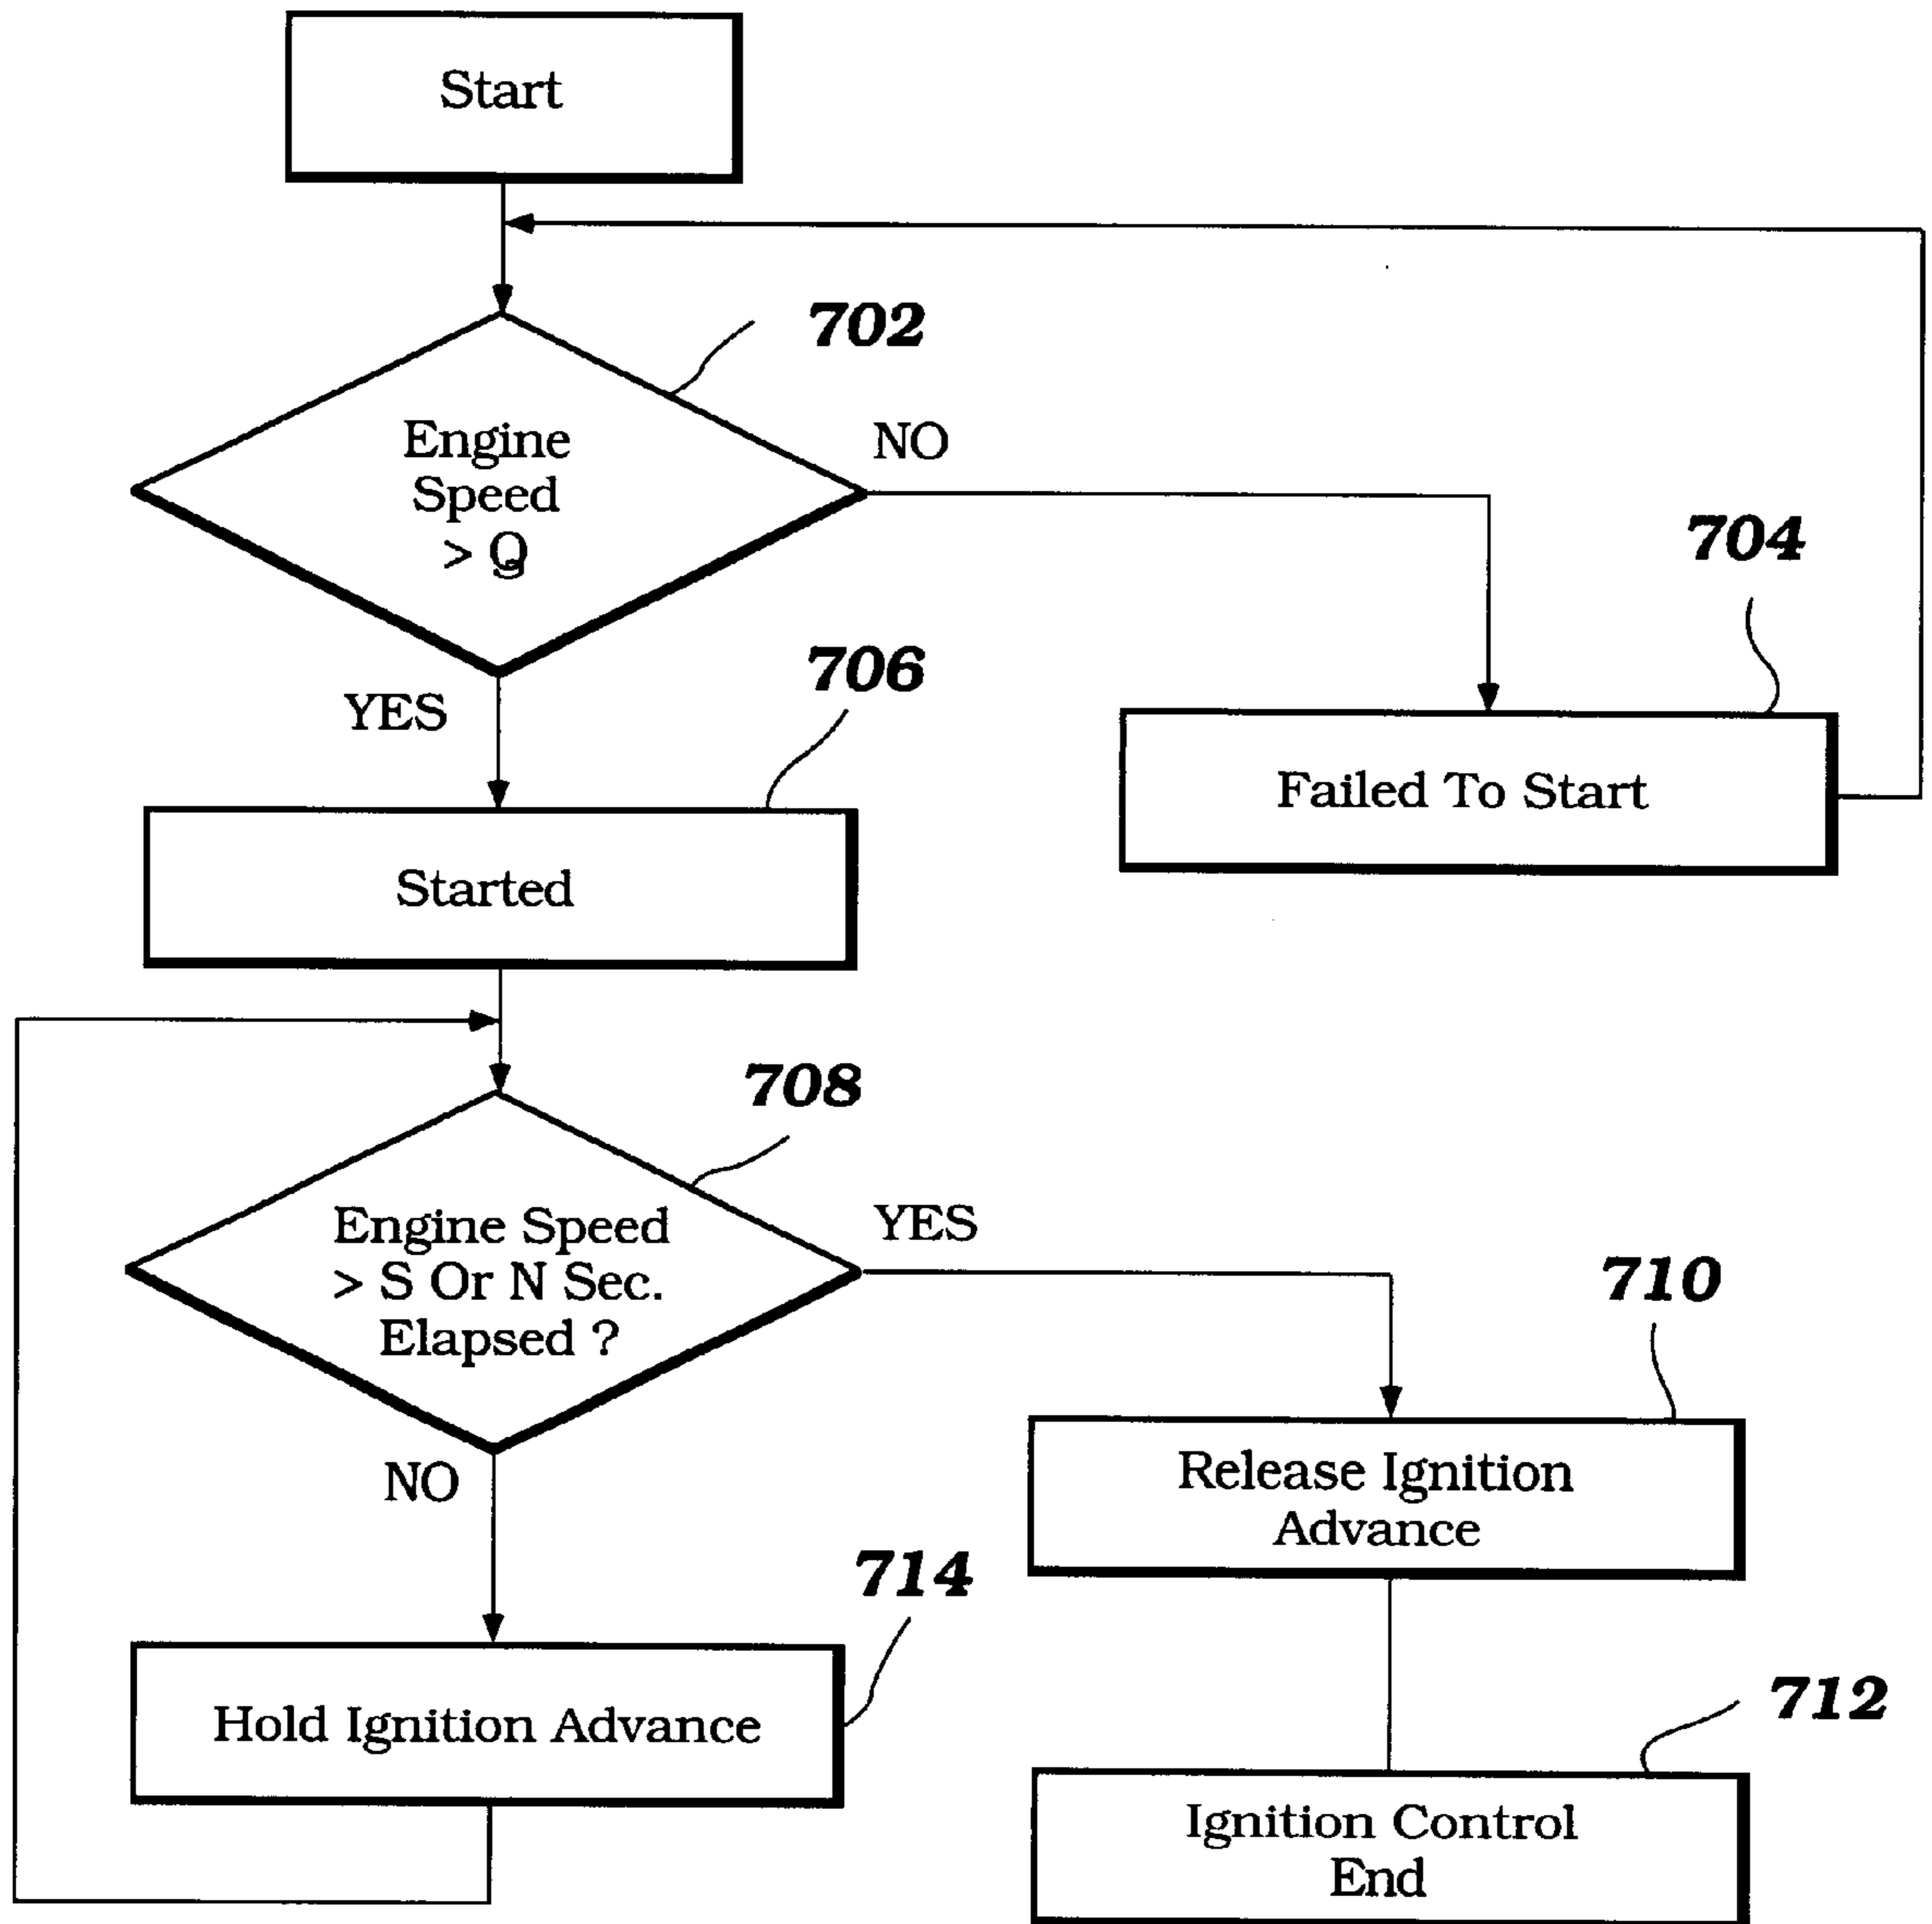 Start
702
Engine
Speed
> Q
NO
704
706
YES
Failed To Start
Started
708
Engine Speed
> S Or N Sec.
Elapsed ?
YES
710
NO
Release Ignition
Advance
714
Hold Ignition Advance
712
Ignition Control
End